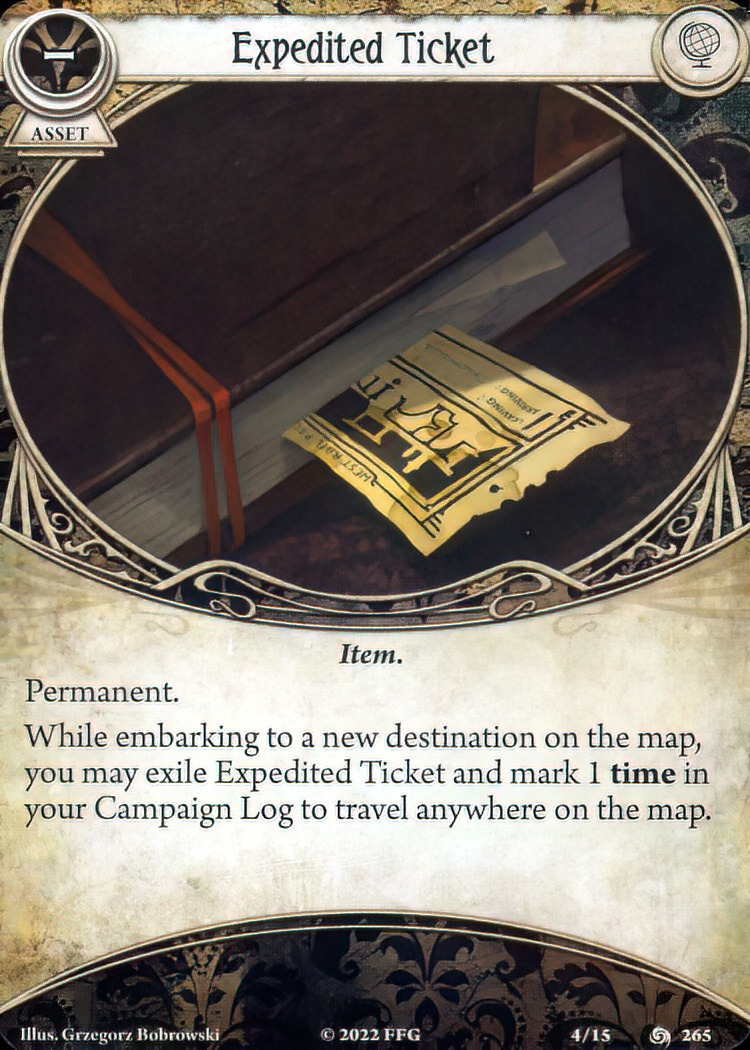 Expedited Ticket
ASSET
LEAVING:
ARRIVING:
Item.
Permanent.
While embarking to a new destination on the map,
you may exile Expedited Ticket and mark 1 time in
your Campaign Log to travel anywhere on the map.
Illus. Grzegorz Bobrowski
© 2022 FFG
4/15
265